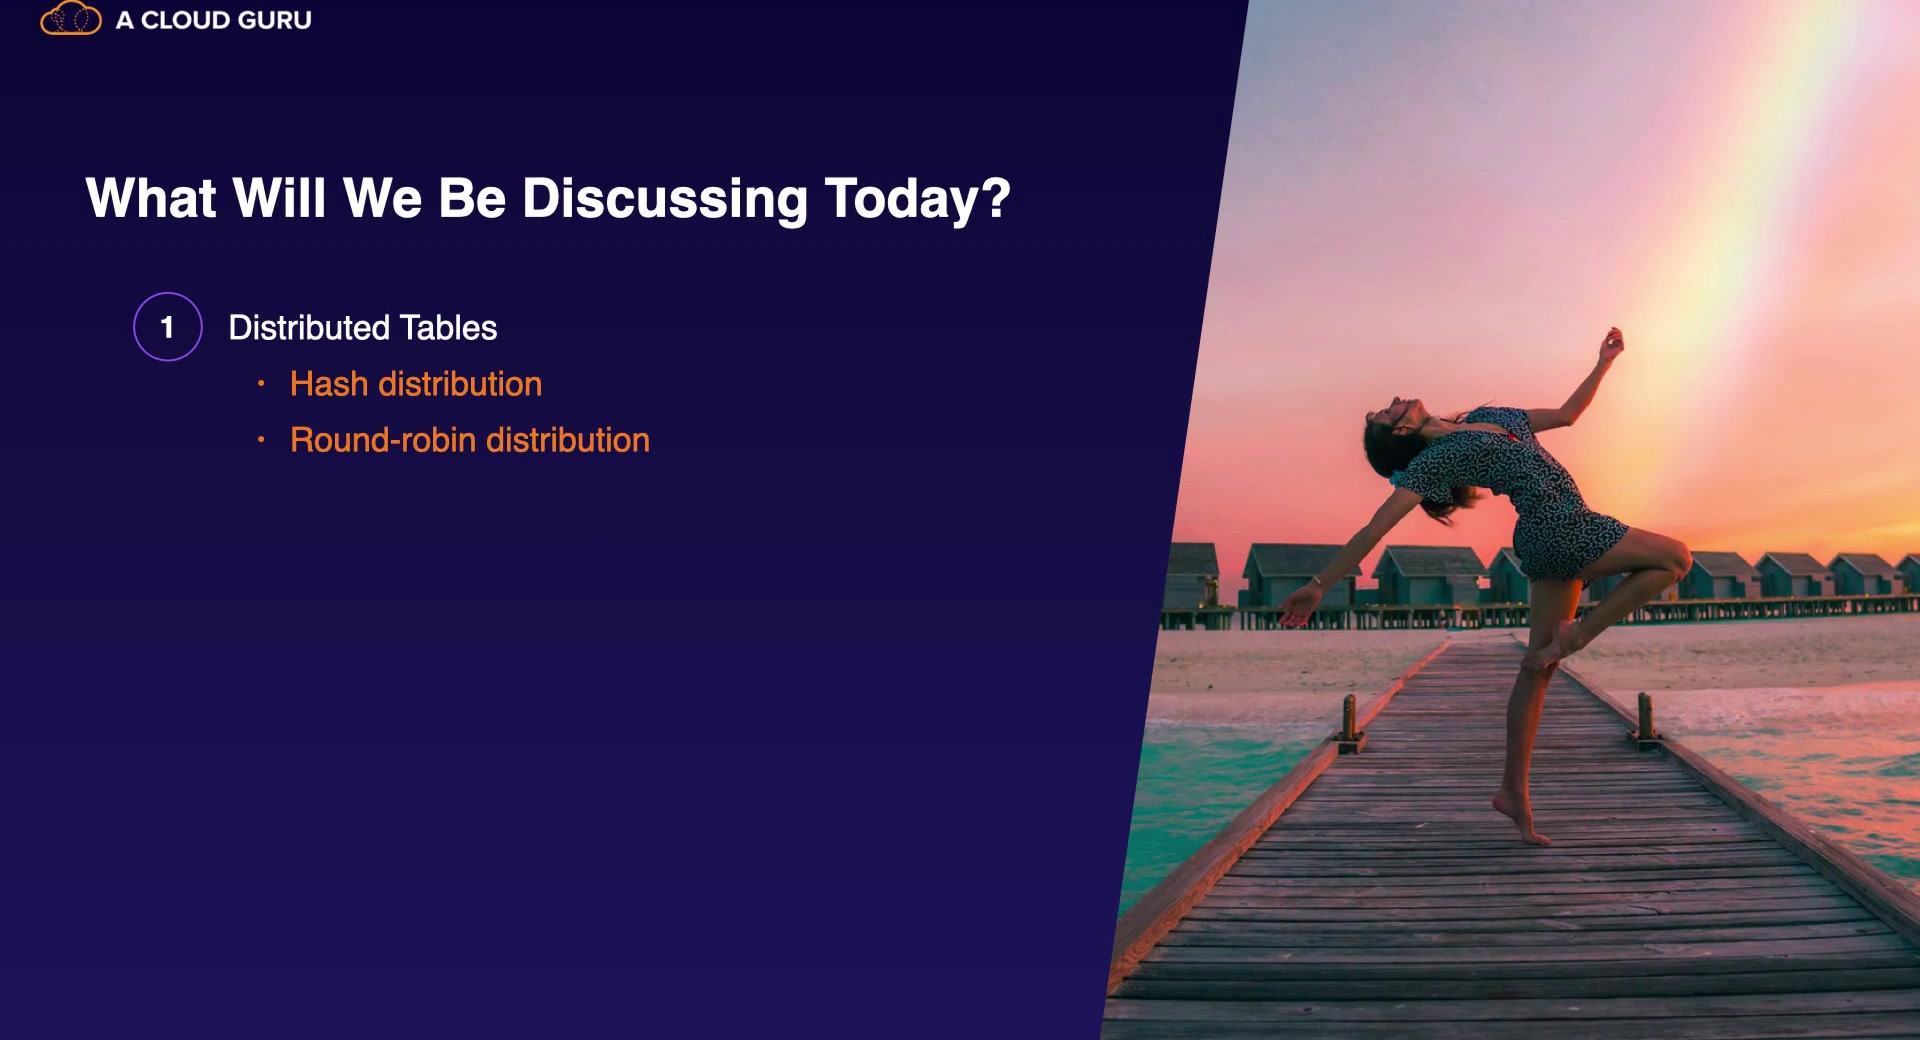 A CLOUD GURU
What Will We Be Discussing Today?
1 Distributed Tables
• Hash distribution
• Round-robin distribution